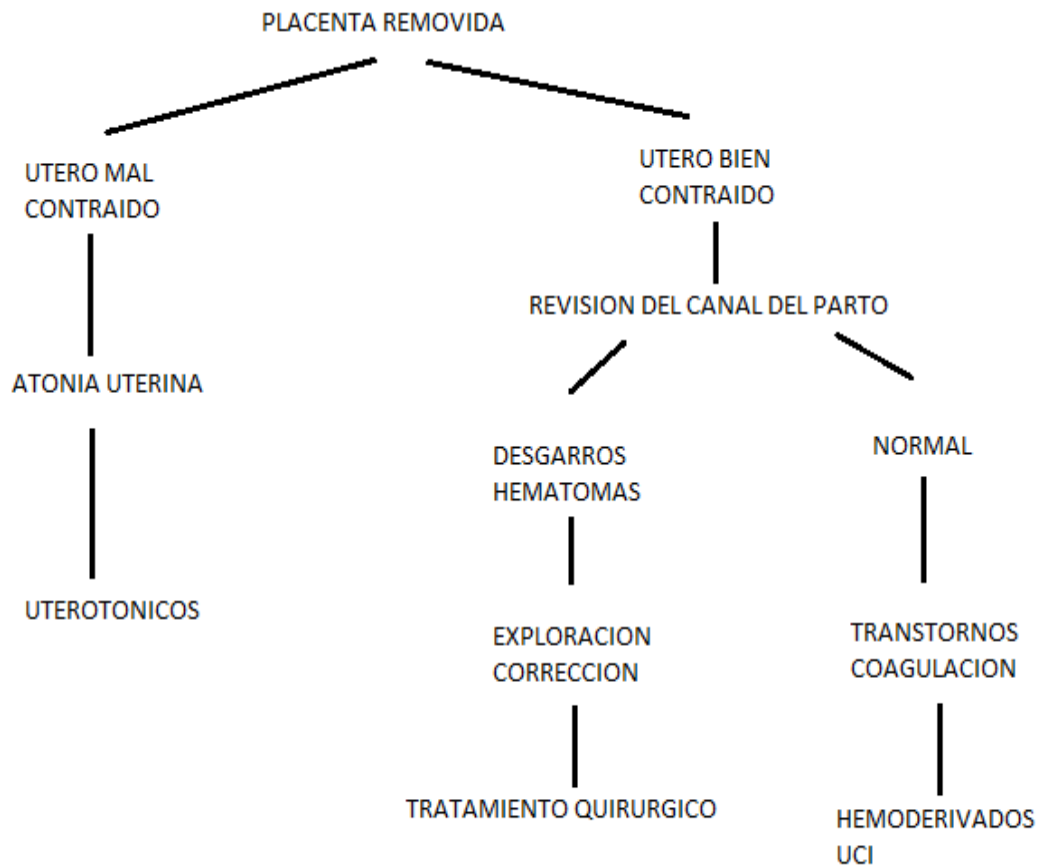 PLACENTA REMOVIDA
UTERO MAL
CONTRAIDO
UTERO BIEN
CONTRAIDO
REVISION DEL CANAL DEL PARTO
ATONIA UTERINA
DESGARROS
HEMATOMAS
NORMAL
UTEROTONICOS
EXPLORACION
CORRECCION
TRANSTORNOS
COAGULACION
TRATAMIENTO QUIRURGICO
HEMODERIVADOS
UCI